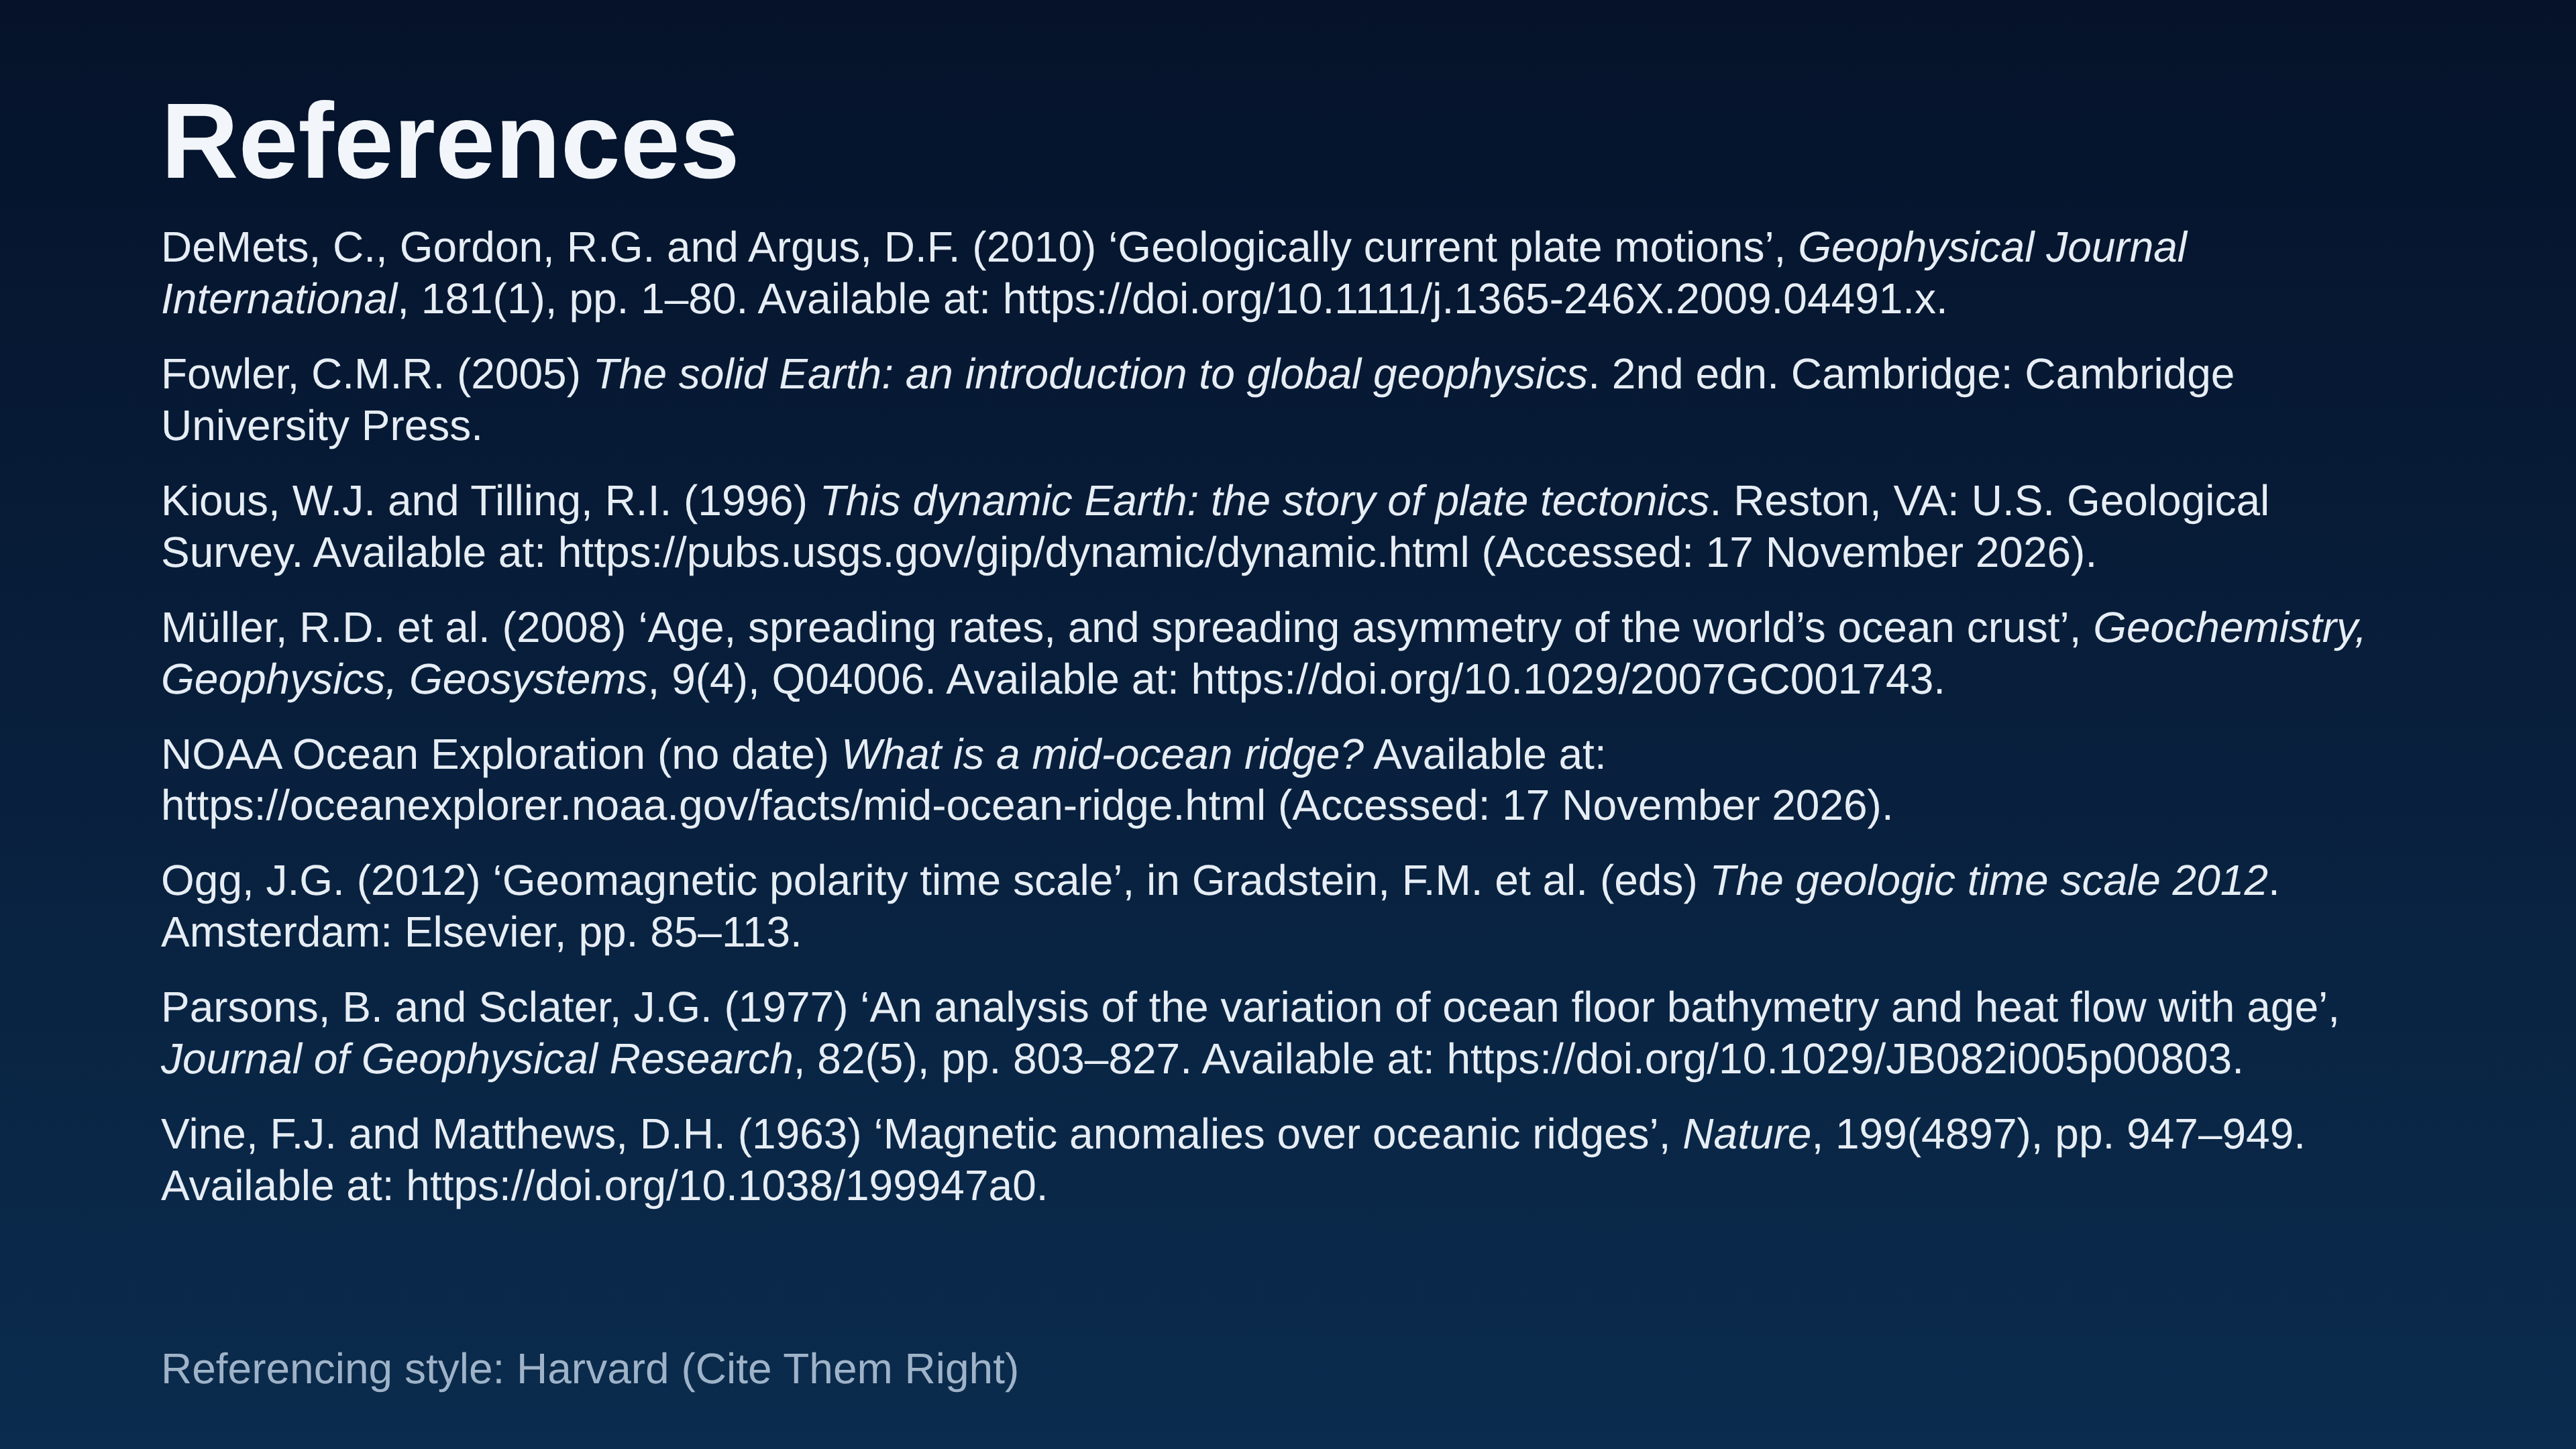 References
DeMets, C., Gordon, R.G. and Argus, D.F. (2010) ‘Geologically current plate motions’, Geophysical Journal
International, 181(1), pp. 1–80. Available at: https://doi.org/10.1111/j.1365-246X.2009.04491.x.
Fowler, C.M.R. (2005) The solid Earth: an introduction to global geophysics. 2nd edn. Cambridge: Cambridge
University Press.
Kious, W.J. and Tilling, R.I. (1996) This dynamic Earth: the story of plate tectonics. Reston, VA: U.S. Geological
Survey. Available at: https://pubs.usgs.gov/gip/dynamic/dynamic.html (Accessed: 17 November 2026).
Müller, R.D. et al. (2008) ‘Age, spreading rates, and spreading asymmetry of the world’s ocean crust’, Geochemistry,
Geophysics, Geosystems, 9(4), Q04006. Available at: https://doi.org/10.1029/2007GC001743.
NOAA Ocean Exploration (no date) What is a mid-ocean ridge? Available at:
https://oceanexplorer.noaa.gov/facts/mid-ocean-ridge.html (Accessed: 17 November 2026).
Ogg, J.G. (2012) ‘Geomagnetic polarity time scale’, in Gradstein, F.M. et al. (eds) The geologic time scale 2012.
Amsterdam: Elsevier, pp. 85–113.
Parsons, B. and Sclater, J.G. (1977) ‘An analysis of the variation of ocean floor bathymetry and heat flow with age’,
Journal of Geophysical Research, 82(5), pp. 803–827. Available at: https://doi.org/10.1029/JB082i005p00803.
Vine, F.J. and Matthews, D.H. (1963) ‘Magnetic anomalies over oceanic ridges’, Nature, 199(4897), pp. 947–949.
Available at: https://doi.org/10.1038/199947a0.
Referencing style: Harvard (Cite Them Right)